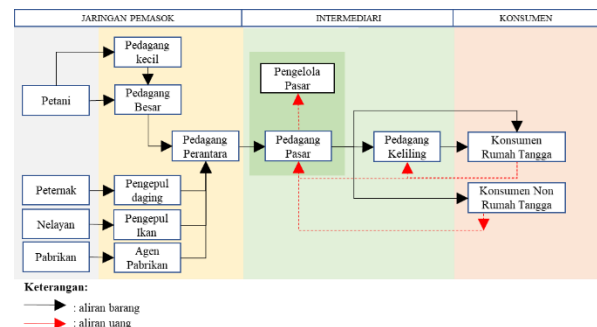 JARINGAN PEMASOK
INTERMEDIARI
KONSUMEN
Pedagang
kecil
Petani
Pedagang
Besar
Pengelola
Pasar
Pedagang
Perantara
Pedagang
Pasar
Pedagang
Keliling
Konsumen
Rumah Tangga
Konsumen Non
Rumah Tangga
Peternak
Pengepul
daging
Nelayan
Pengepul
Ikan
Pabrikan
Agen
Pabrikan
Keterangan:
: aliran barang
: aliran uang